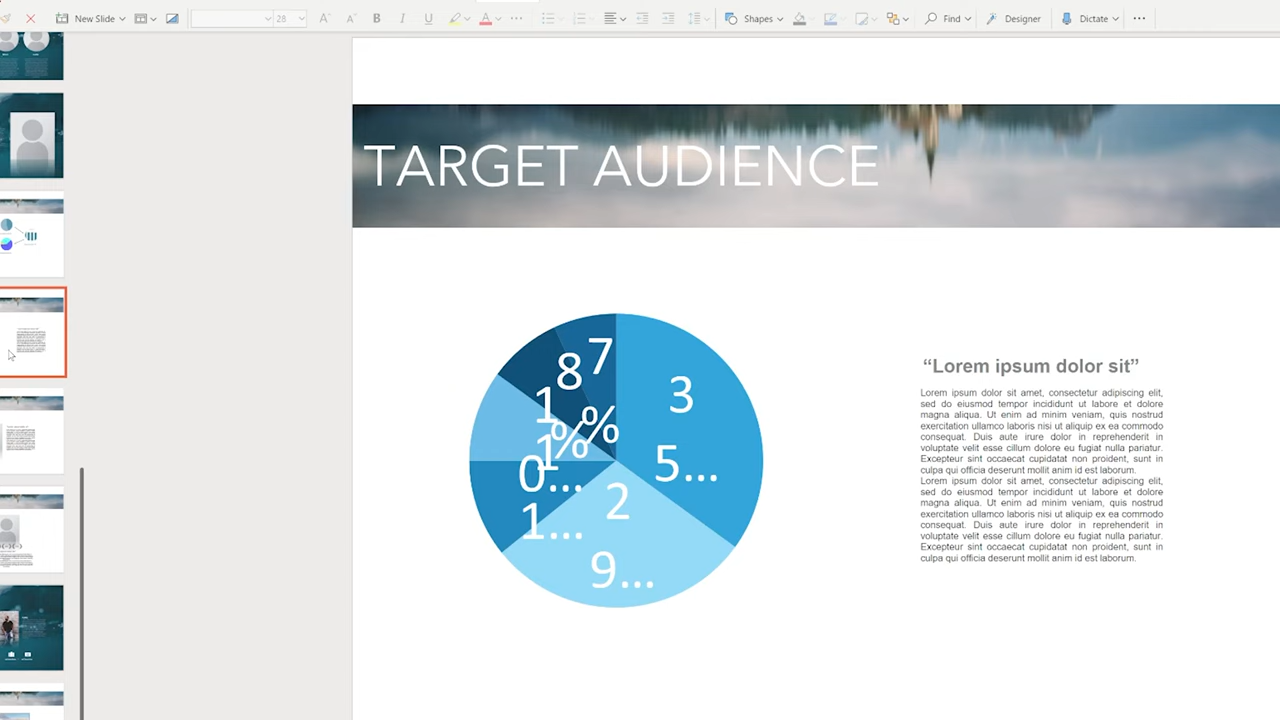 New Slide
28
A
A
B
I
U
A
Shapes
Find
Designer
Dictate
TARGET AUDIENCE
7
8
%
%
3
5...
1
1
0...
1...
2
9...
“Lorem ipsum dolor sit”
Lorem ipsum dolor sit amet, consectetur adipiscing elit,
sed do eiusmod tempor incididunt ut labore et dolore
magna aliqua. Ut enim ad minim veniam, quis nostrud
exercitation ullamco laboris nisi ut aliquip ex ea commodo
consequat. Duis aute irure dolor in reprehenderit in
voluptate velit esse cillum dolore eu fugiat nulla pariatur.
Excepteur sint occaecat cupidatat non proident, sunt in
culpa qui officia deserunt mollit anim id est laborum.
Lorem ipsum dolor sit amet, consectetur adipiscing elit,
sed do eiusmod tempor incididunt ut labore et dolore
magna aliqua. Ut enim ad minim veniam, quis nostrud
exercitation ullamco laboris nisi ut aliquip ex ea commodo
consequat. Duis aute irure dolor in reprehenderit in
voluptate velit esse cillum dolore eu fugiat nulla pariatur.
Excepteur sint occaecat cupidatat non proident, sunt in
culpa qui officia deserunt mollit anim id est laborum.